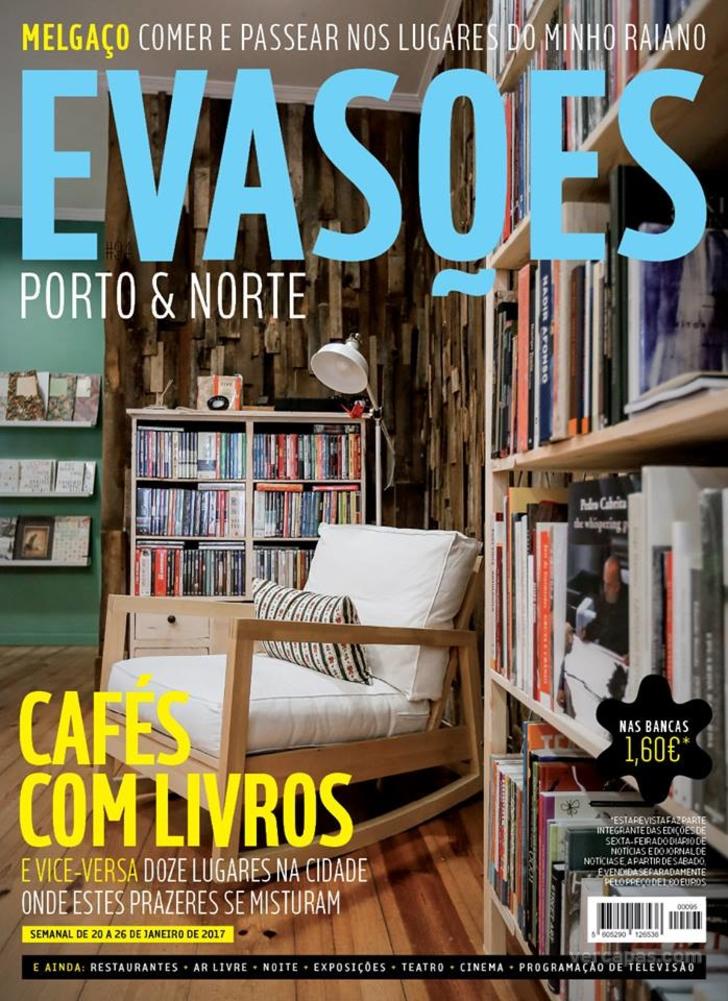 MELGAÇO COMER E PASSEAR NOS LUGARES DO MINHO RAIANO
EVASÕES
#94
PORTO & NORTE
NADIR AFONSO
Pedro Cabrita
the whispering
CAFÉS
COM LIVROS
E VICE-VERSA DOZE LUGARES NA CIDADE
ONDE ESTES PRAZERES SE MISTURAM
SEMANAL DE 20 A 26 DE JANEIRO DE 2017
NAS BANCAS
1,60€*
*ESTA REVISTA FAZ PARTE
INTEGRANTE DAS EDIÇÕES DE
SEXTA-FEIRA DO DIÁRIO DE
NOTÍCIAS E DO JORNAL DE
NOTÍCIAS E, A PARTIR DE SÁBADO,
É VENDIDA SEPARADAMENTE
PELO PREÇO DE 1,60 EUROS
00095
5 605290 126536
E AINDA: RESTAURANTES + AR LIVRE + NOITE + EXPOSIÇÕES + TEATRO + CINEMA + PROGRAMAÇÃO DE TELEVISÃO
vercapas.com